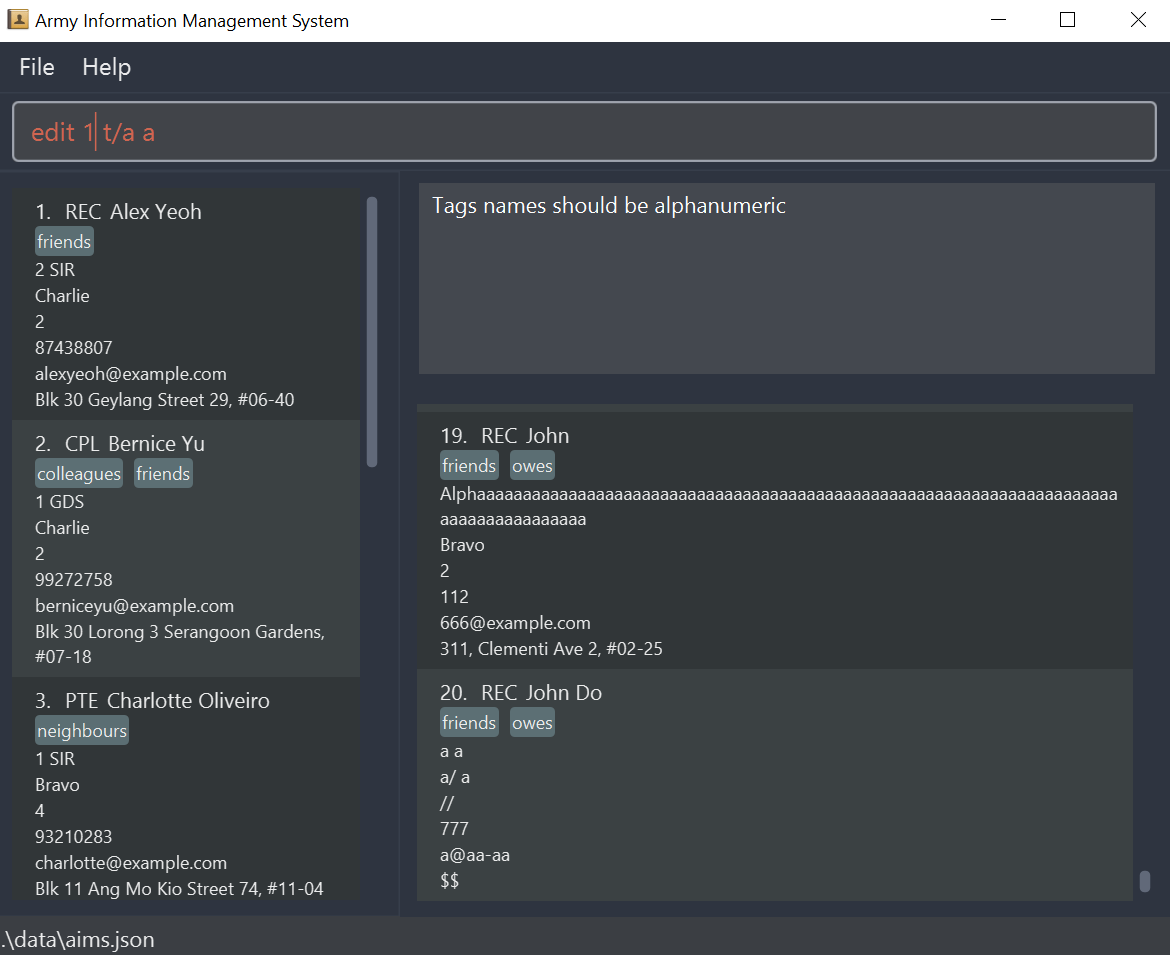 Army Information Management System
File Help
edit 1 t/a a
1. REC Alex Yeoh
friends
2 SIR
Charlie
2
87438807
alexyeoh@example.com
Blk 30 Geylang Street 29, #06-40
2. CPL Bernice Yu
colleagues friends
1 GDS
Charlie
2
99272758
berniceyu@example.com
Blk 30 Lorong 3 Serangoon Gardens,
#07-18
3. PTE Charlotte Oliveiro
neighbours
1 SIR
Bravo
4
93210283
charlotte@example.com
Blk 11 Ang Mo Kio Street 74, #11-04
Tags names should be alphanumeric
19. REC John
friends owes
Alphaaaaaaaaaaaaaaaaaaaaaaaaaaaaaaaaaaaaaaaaaaaaaaaaaaaaaaaaaaaaaaaaaaaaaa
aaaaaaaaaaaaaaaa
Bravo
2
112
666@example.com
311, Clementi Ave 2, #02-25
20. REC John Do
friends owes
a a
a/ a
//
777
a@aa-aa
$$
.\data\aims.json